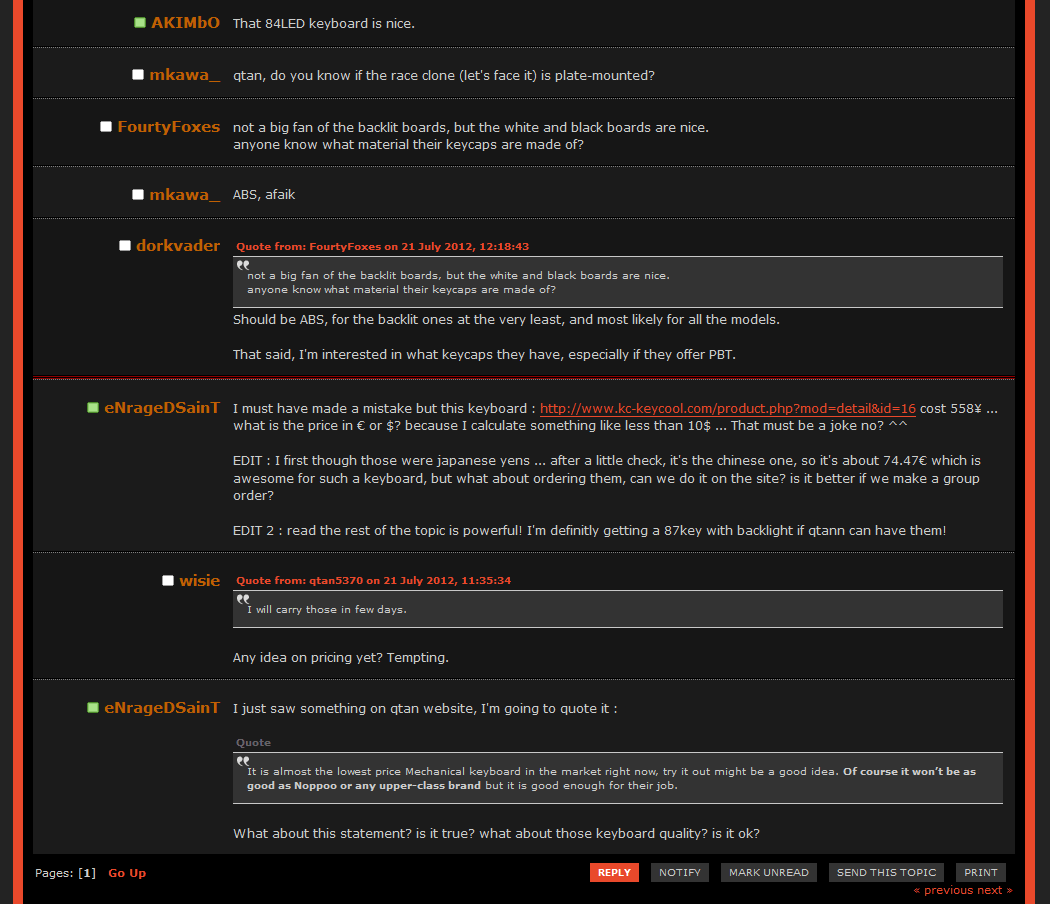 AKIMbO That 84LED keyboard is nice.
mkawa_ qtan, do you know if the race clone (let's face it) is plate-mounted?
FourtyFoxes not a big fan of the backlit boards, but the white and black boards are nice.
anyone know what material their keycaps are made of?
mkawa_ ABS, afaik
dorkvader Quote from: FourtyFoxes on 21 July 2012, 12:18:43
not a big fan of the backlit boards, but the white and black boards are nice.
anyone know what material their keycaps are made of?
Should be ABS, for the backlit ones at the very least, and most likely for all the models.
That said, I'm interested in what keycaps they have, especially if they offer PBT.
eNrageDSainT I must have made a mistake but this keyboard : http://www.kc-keycool.com/product.php?mod=detail&id=16 cost 558¥ ...
what is the price in € or $? because I calculate something like less than 10$ ... That must be a joke no? ^^
EDIT : I first though those were japanese yens ... after a little check, it's the chinese one, so it's about 74.47€ which is
awesome for such a keyboard, but what about ordering them, can we do it on the site? is it better if we make a group
order?
EDIT 2 : read the rest of the topic is powerful! I'm definitly getting a 87key with backlight if qtann can have them!
wisie Quote from: qtan5370 on 21 July 2012, 11:35:34
I will carry those in few days.
Any idea on pricing yet? Tempting.
eNrageDSainT I just saw something on qtan website, I'm going to quote it :
Quote
It is almost the lowest price Mechanical keyboard in the market right now, try it out might be a good idea. Of course it won't be as
good as Noppoo or any upper-class brand but it is good enough for their job.
What about this statement? is it true? what about those keyboard quality? is it ok?
Pages: [1] Go Up REPLY NOTIFY MARK UNREAD SEND THIS TOPIC PRINT
« previous next »